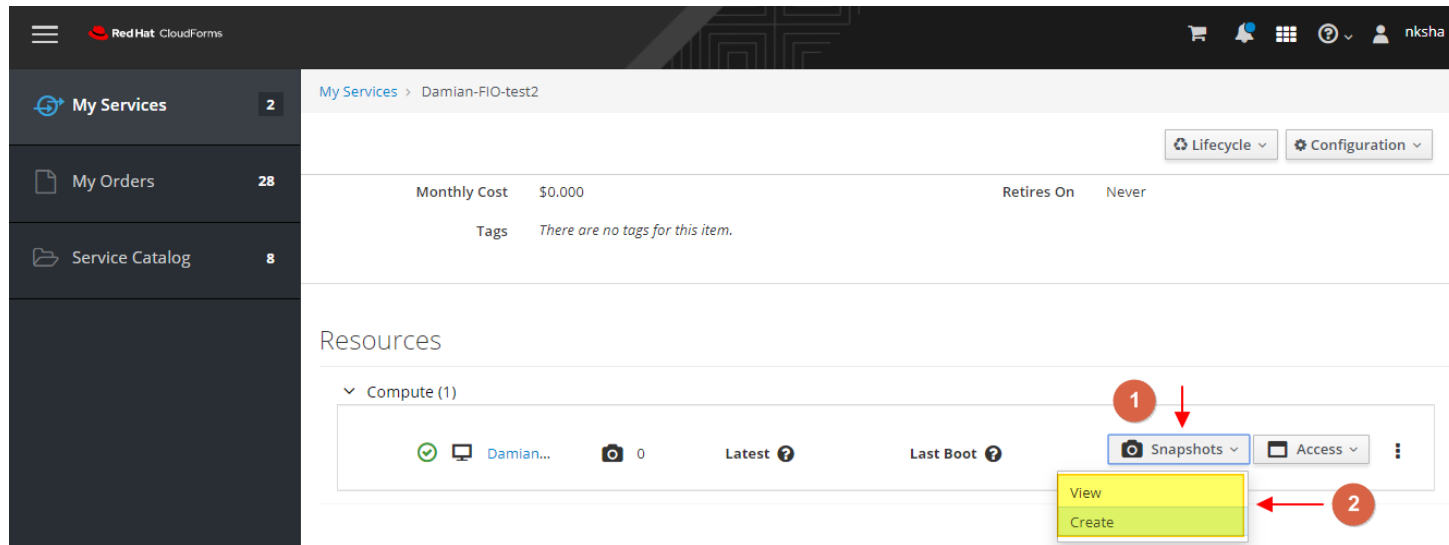 Red Hat CloudForms
nksha
My Services 2
My Orders 28
Service Catalog 8
My Services > Damian-FIO-test2
Lifecycle
Configuration
Monthly Cost $0.000
Retires On Never
Tags There are no tags for this item.
Resources
Compute (1)
1
Damian... 0 Latest Last Boot Snapshots Access
View
Create
2